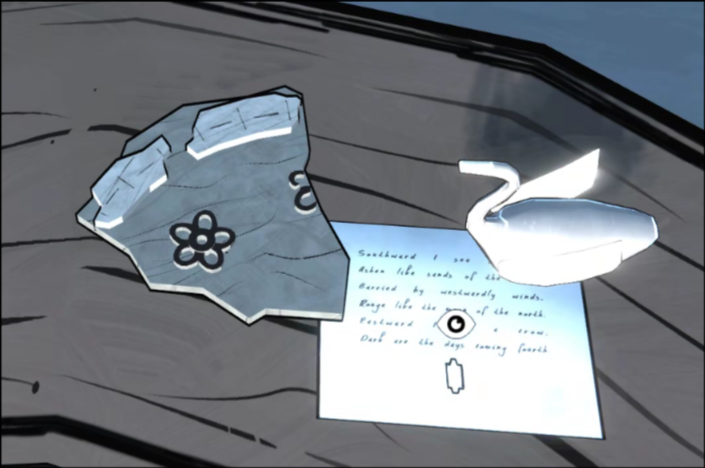 Southward I see
Ashen like sands of the
Carried by westwardly winds.
Range like the of the north.
Eastward a crow.
Dark are the days coming fourth